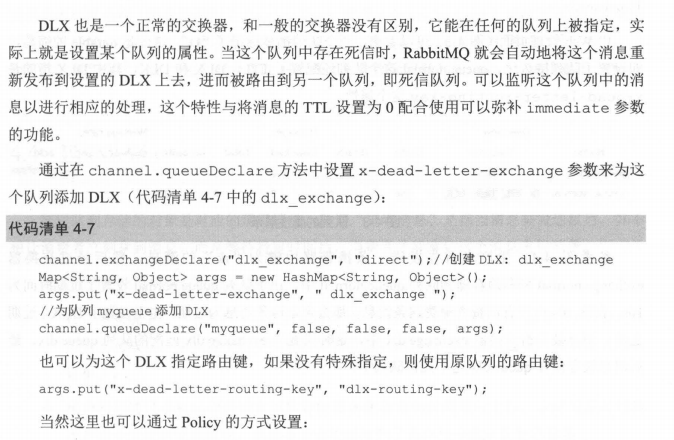 DLX 也是一个正常的交换器，和一般的交换器没有区别，它能在任何的队列上被指定，实
际上就是设置某个队列的属性。当这个队列中存在死信时，RabbitMQ 就会自动地将这个消息重
新发布到设置的 DLX 上去，进而被路由到另一个队列，即死信队列。可以监听这个队列中的消
息以进行相应的处理，这个特性与将消息的 TTL 设置为 0 配合使用可以弥补 immediate 参数
的功能。
通过在 channel.queueDeclare 方法中设置 x-dead-letter-exchange 参数来为这
个队列添加 DLX（代码清单 4-7 中的 dlx_exchange）：
代码清单 4-7
channel.exchangeDeclare("dlx_exchange", "direct");//创建 DLX: dlx_exchange
Map<String, Object> args = new HashMap<String, Object>();
args.put("x-dead-letter-exchange", " dlx_exchange ");
//为队列 myqueue 添加 DLX
channel.queueDeclare("myqueue", false, false, false, args);
也可以为这个 DLX 指定路由键，如果没有特殊指定，则使用原队列的路由键：
args.put("x-dead-letter-routing-key", "dlx-routing-key");
当然这里也可以通过 Policy 的方式设置：